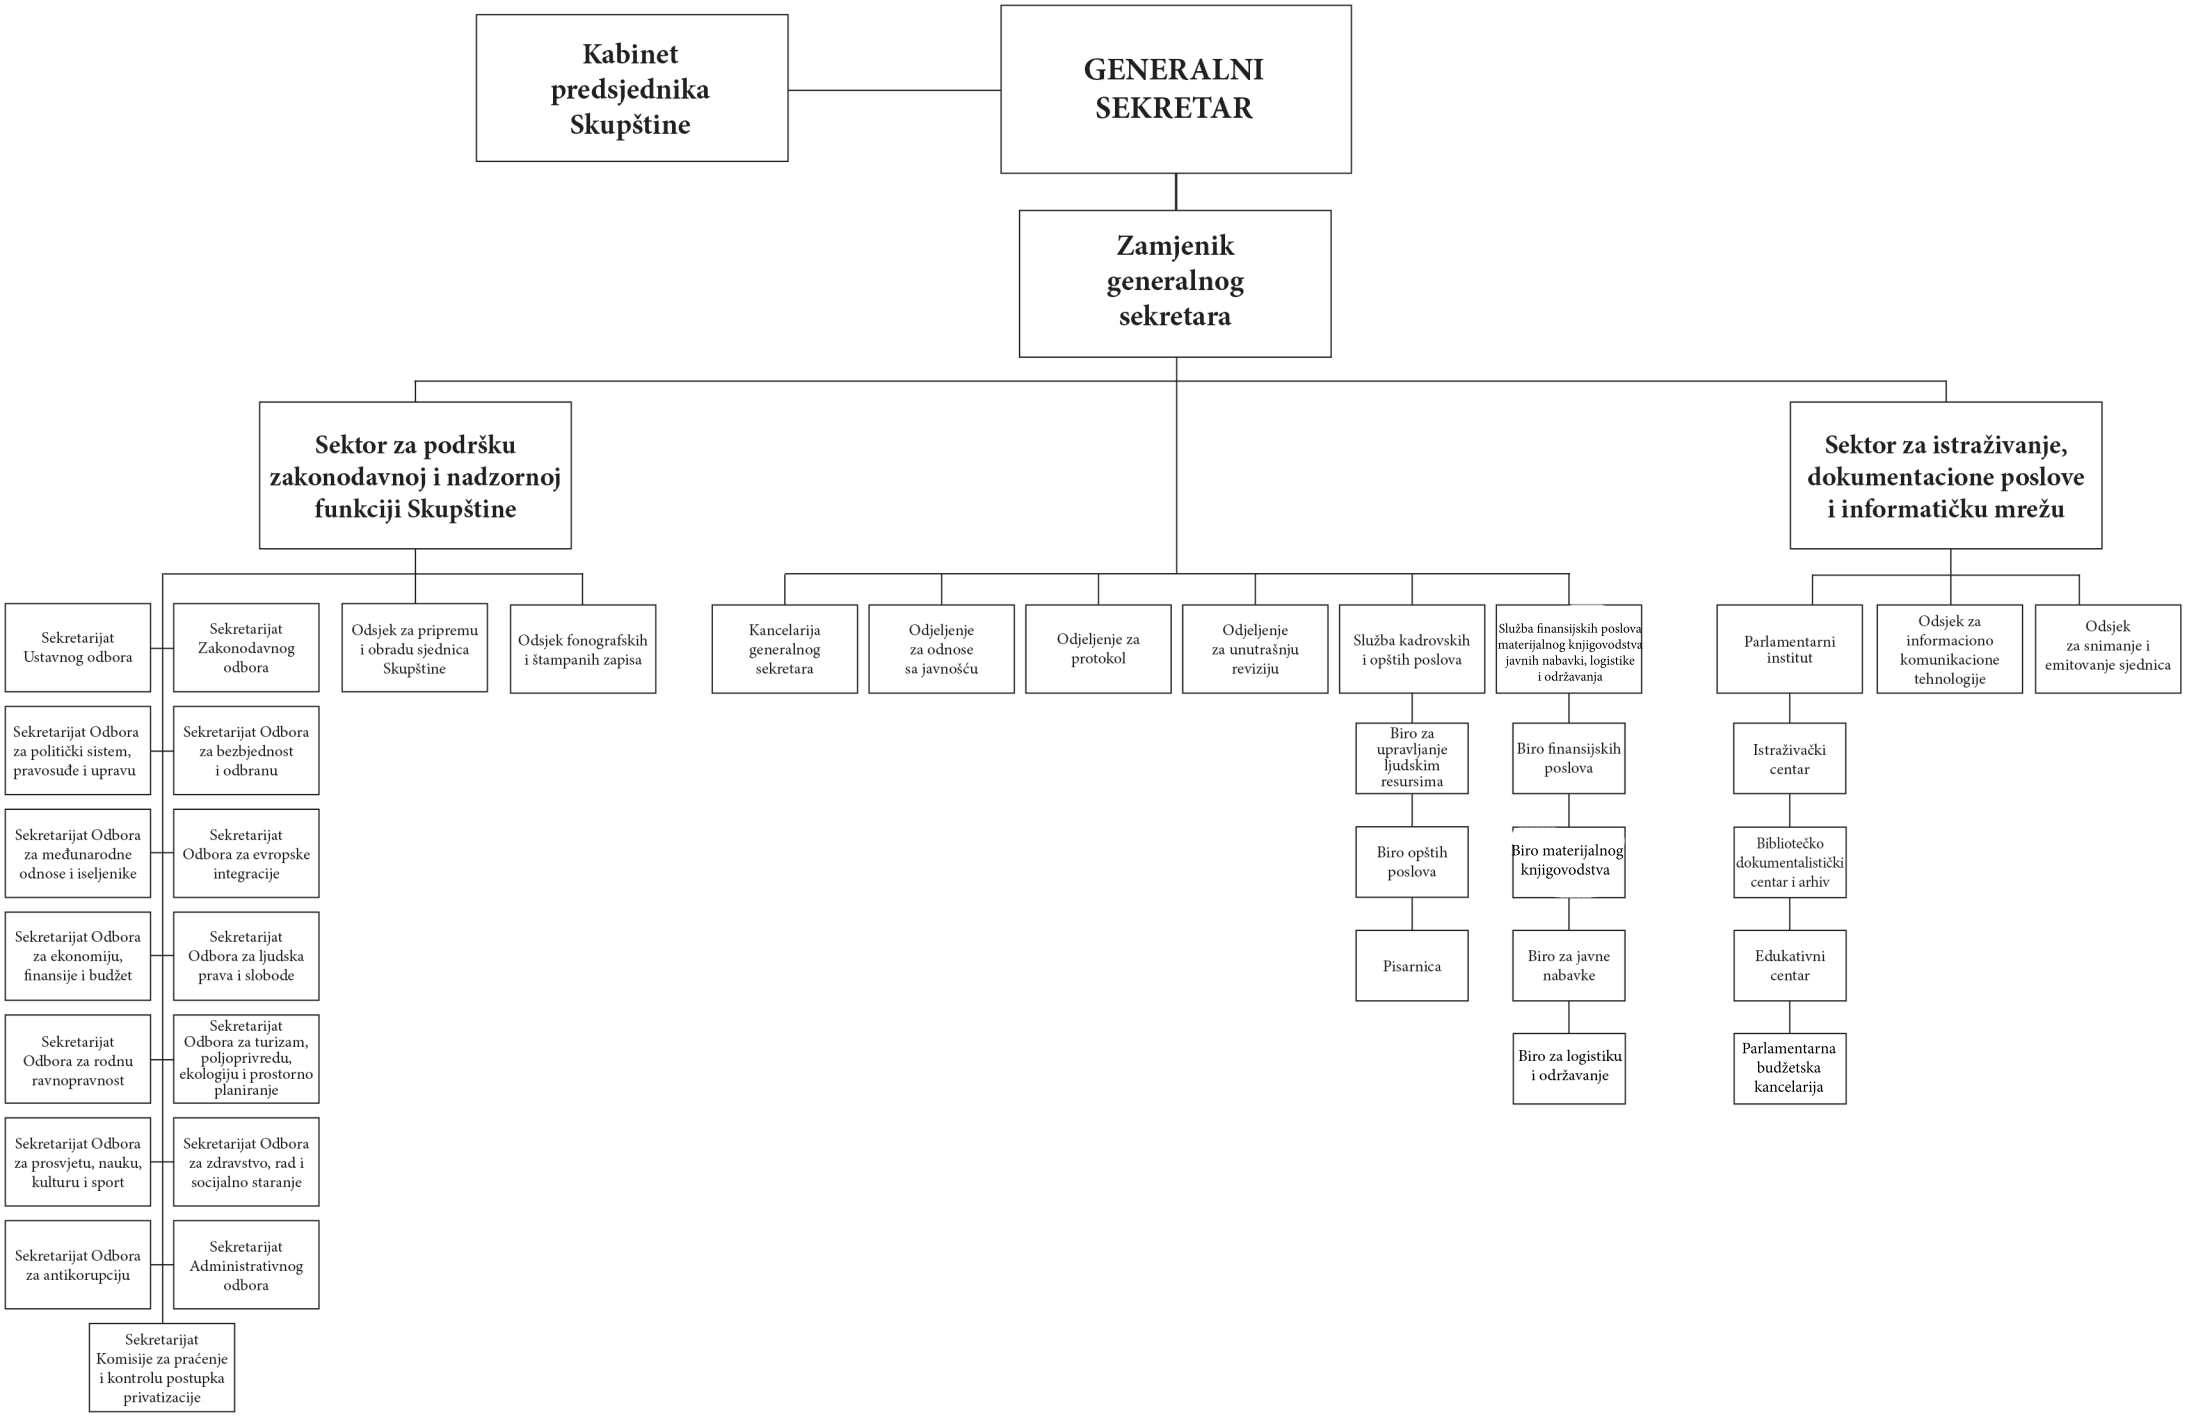 Kabinet
predsjednika
Skupštine
GENERALNI
SEKRETAR
Zamjenik
generalnog
sekretara
Sektor za podršku
zakonodavnoj i nadzornoj
funkciji Skupštine
Sektor za istraživanje,
dokumentacione poslove
i informatičku mrežu
Sekretarijat
Ustavnog odbora
Sekretarijat
Zakonodavnog
odbora
Odsjek za pripremu
i obradu sjednica
Skupštine
Odsjek fonografskih
i štampanih zapisa
Kancelarija
generalnog
sekretara
Odjeljenje
za odnose
sa javnošću
Odjeljenje za
protokol
Odjeljenje
za unutrašnju
reviziju
Služba kadrovskih
i opštih poslova
Služba finansijskih poslova
materijalnog knjigovodstva
javnih nabavki, logistike
i održavanja
Parlamentarni
institut
Odsjek za
informaciono
komunikacione
tehnologije
Odsjek
za snimanje i
emitovanje sjednica
Sekretarijat Odbora
za politički sistem,
pravosuđe i upravu
Sekretarijat Odbora
za bezbjednost
i odbranu
Biro za
upravljanje
ljudskim
resursima
Biro finansijskih
poslova
Istraživački
centar
Sekretarijat Odbora
za međunarodne
odnose i iseljenike
Sekretarijat
Odbora za evropske
integracije
Biro opštih
poslova
Biro materijalnog
knjigovodstva
Bibliotečko
dokumentalistički
centar i arhiv
Sekretarijat Odbora
za ekonomiju,
finansije i budžet
Sekretarijat
Odbora za ljudska
prava i slobode
Pisarnica
Biro za javne
nabavke
Edukativni
centar
Sekretarijat
Odbora za rodnu
ravnopravnost
Sekretarijat
Odbora za turizam,
poljoprivredu,
ekologiju i prostorno
planiranje
Biro za logistiku
i održavanje
Parlamentarna
budžetska
kancelarija
Sekretarijat Odbora
za prosvjetu, nauku,
kulturu i sport
Sekretarijat Odbora
za zdravstvo, rad i
socijalno staranje
Sekretarijat Odbora
za antikorupciju
Sekretarijat
Administrativnog
odbora
Sekretarijat
Komisije za praćenje
i kontrolu postupka
privatizacije